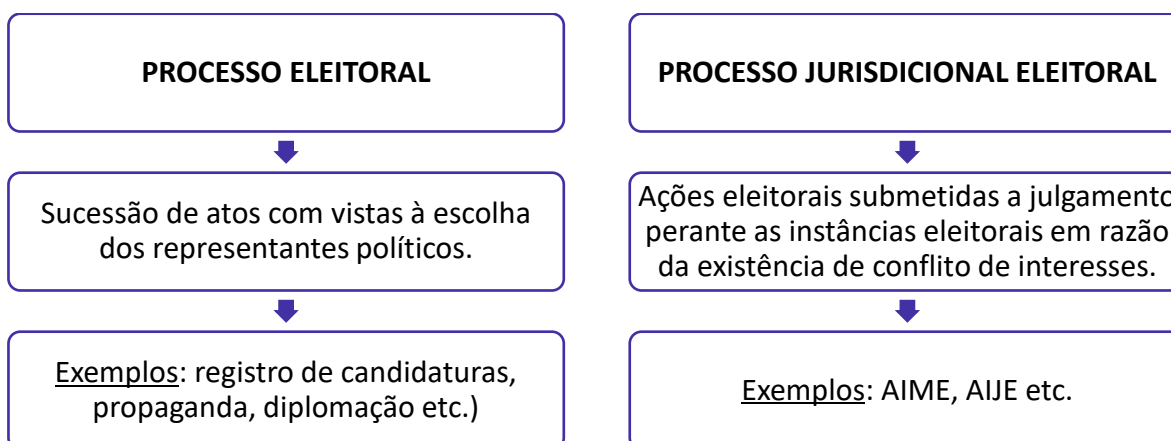 PROCESSO ELEITORAL
Sucessão de atos com vistas à escolha
dos representantes políticos.
Exemplos: registro de candidaturas,
propaganda, diplomação etc.)
PROCESSO JURISDICIONAL ELEITORAL
Ações eleitorais submetidas a julgamento
perante as instâncias eleitorais em razão
da existência de conflito de interesses.
Exemplos: AIME, AIJE etc.